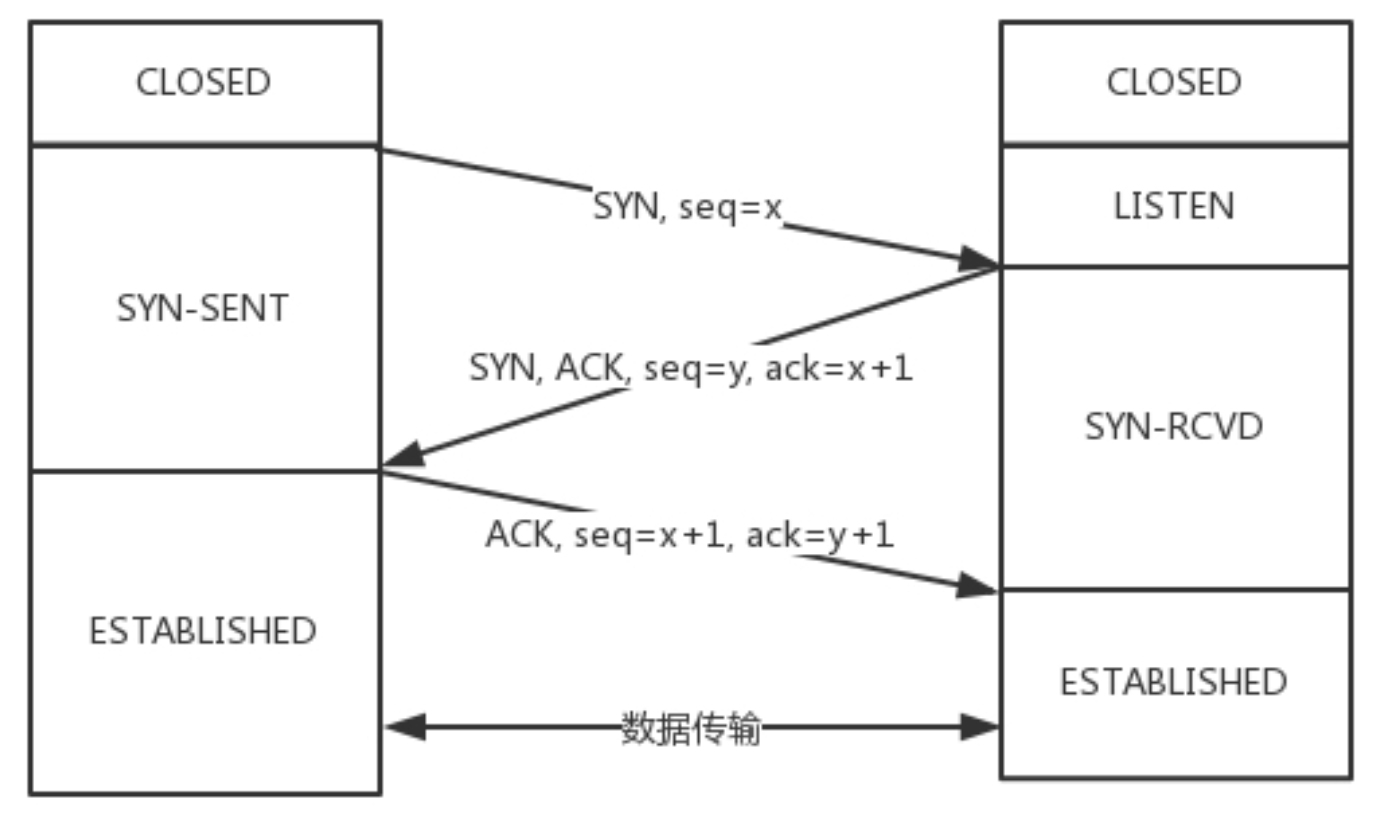 CLOSED
CLOSED
SYN, seq=x
LISTEN
SYN-SENT
SYN, ACK, seq=y, ack=x+1
SYN-RCVD
ACK, seq=x+1, ack=y+1
ESTABLISHED
ESTABLISHED
数据传输